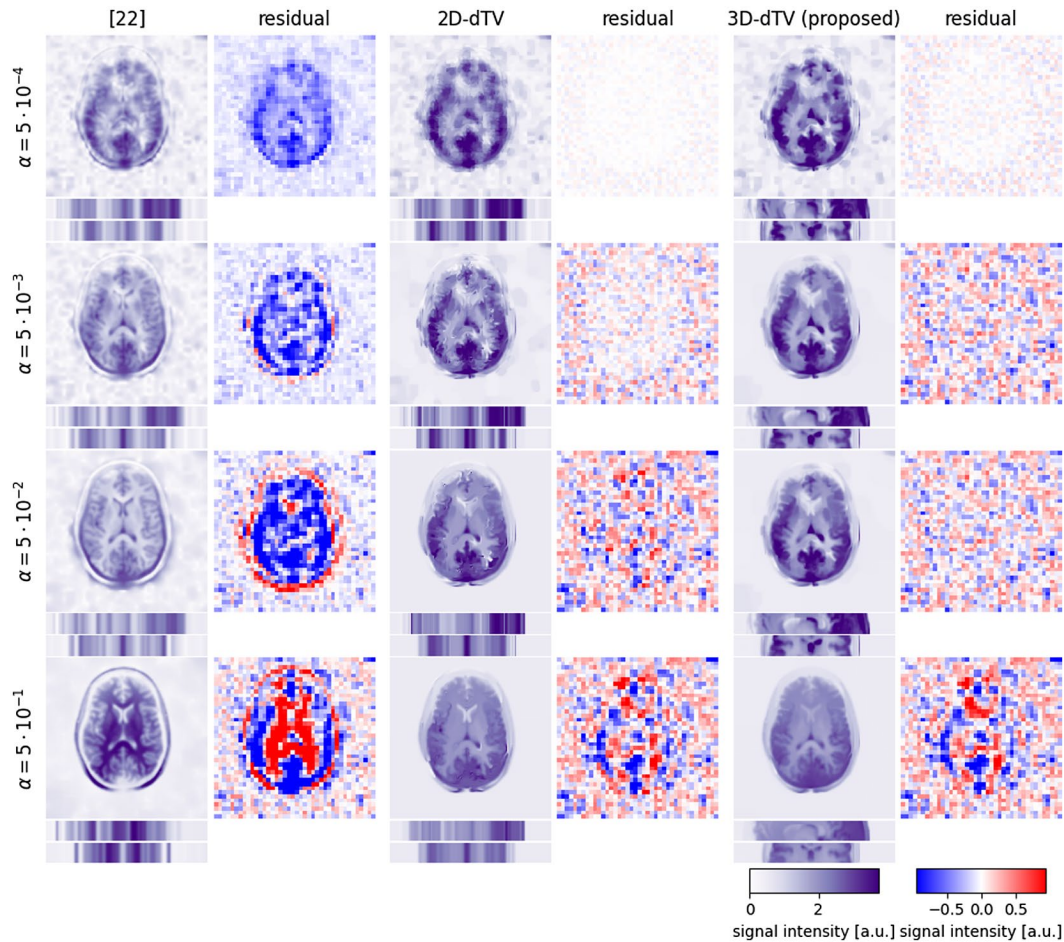 [22] residual 2D-dTV residual 3D-dTV (proposed) residual
α = 5 · 10⁻⁴
α = 5 · 10⁻³
α = 5 · 10⁻²
α = 5 · 10⁻¹
0 2 −0.5 0.0 0.5
signal intensity [a.u.] signal intensity [a.u.]